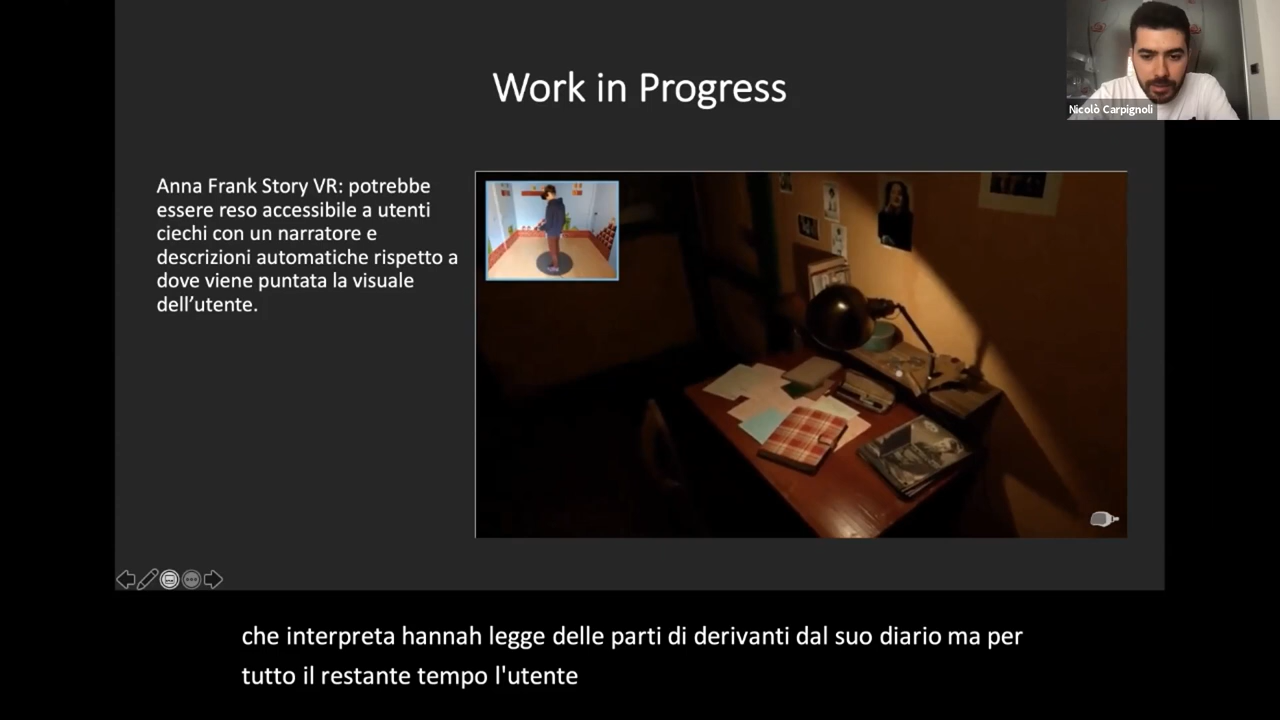 Work in Progress
Nicolò Carpignoli
Anna Frank Story VR: potrebbe
essere reso accessibile a utenti
ciechi con un narratore e
descrizioni automatiche rispetto a
dove viene puntata la visuale
dell’utente.
che interpreta hannah legge delle parti di derivanti dal suo diario ma per
tutto il restante tempo l'utente